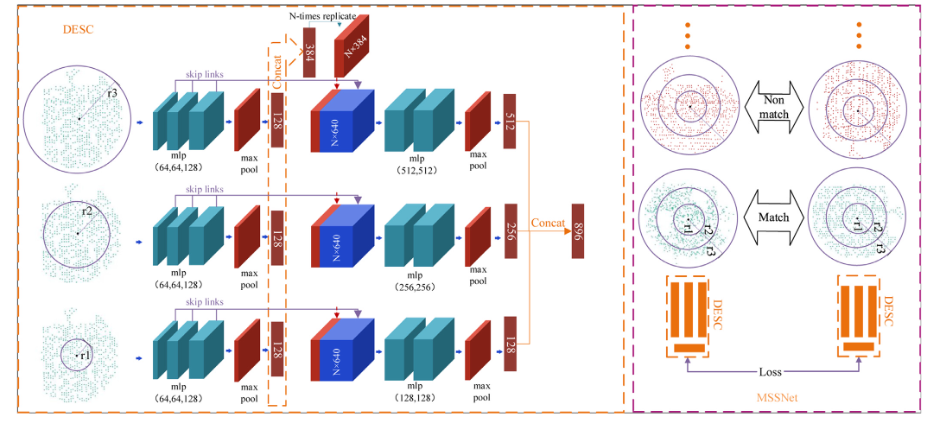 DESC
N-times replicate
384
N×384
Concat
r3
skip links
128
N×640
512
mlp
(64,64,128)
max
pool
mlp
(512,512)
max
pool
r2
skip links
128
N×640
256
Concat
896
mlp
(64,64,128)
max
pool
mlp
(256,256)
max
pool
r1
skip links
128
N×640
128
mlp
(64,64,128)
max
pool
mlp
(128,128)
max
pool
Non
match
r1
r2
r3
Match
r1
r2
r3
DESC
DESC
Loss
MSSNet